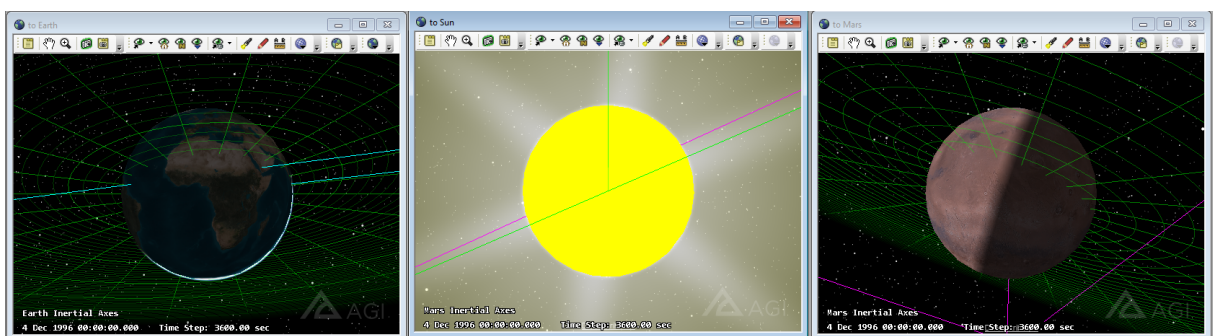 to Earth
Earth Inertial Axes
4 Dec 1996 00:00:00.000 Time Step: 3600.00 sec
AGI
to Sun
Mars Inertial Axes
4 Dec 1996 00:00:00.000 Time Step: 3600.00 sec
AGI
to Mars
Mars Inertial Axes
4 Dec 1996 00:00:00.000 Time Step: 3600.00 sec
AGI